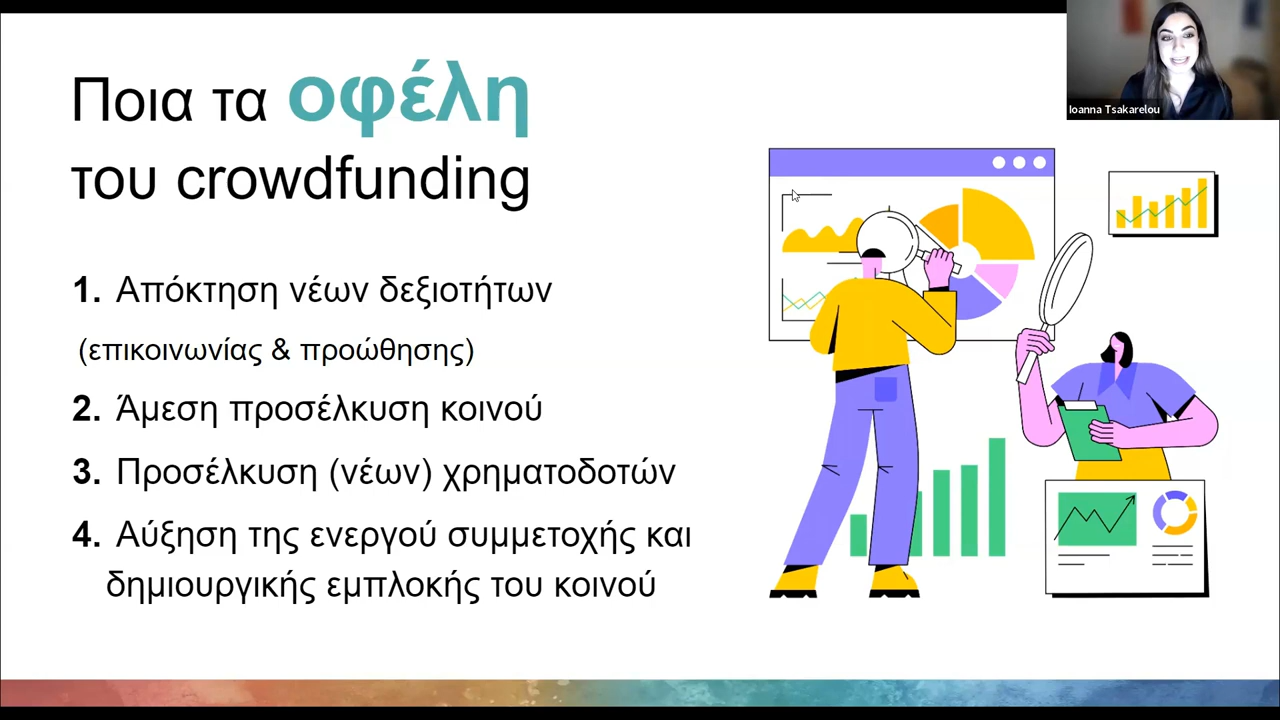 Ποια τα οφέλη
του crowdfunding
1. Απόκτηση νέων δεξιοτήτων
(επικοινωνίας & προώθησης)
2. Άμεση προσέλκυση κοινού
3. Προσέλκυση (νέων) χρηματοδοτών
4. Αύξηση της ενεργού συμμετοχής και
δημιουργικής εμπλοκής του κοινού
Ioanna Tsakarelou